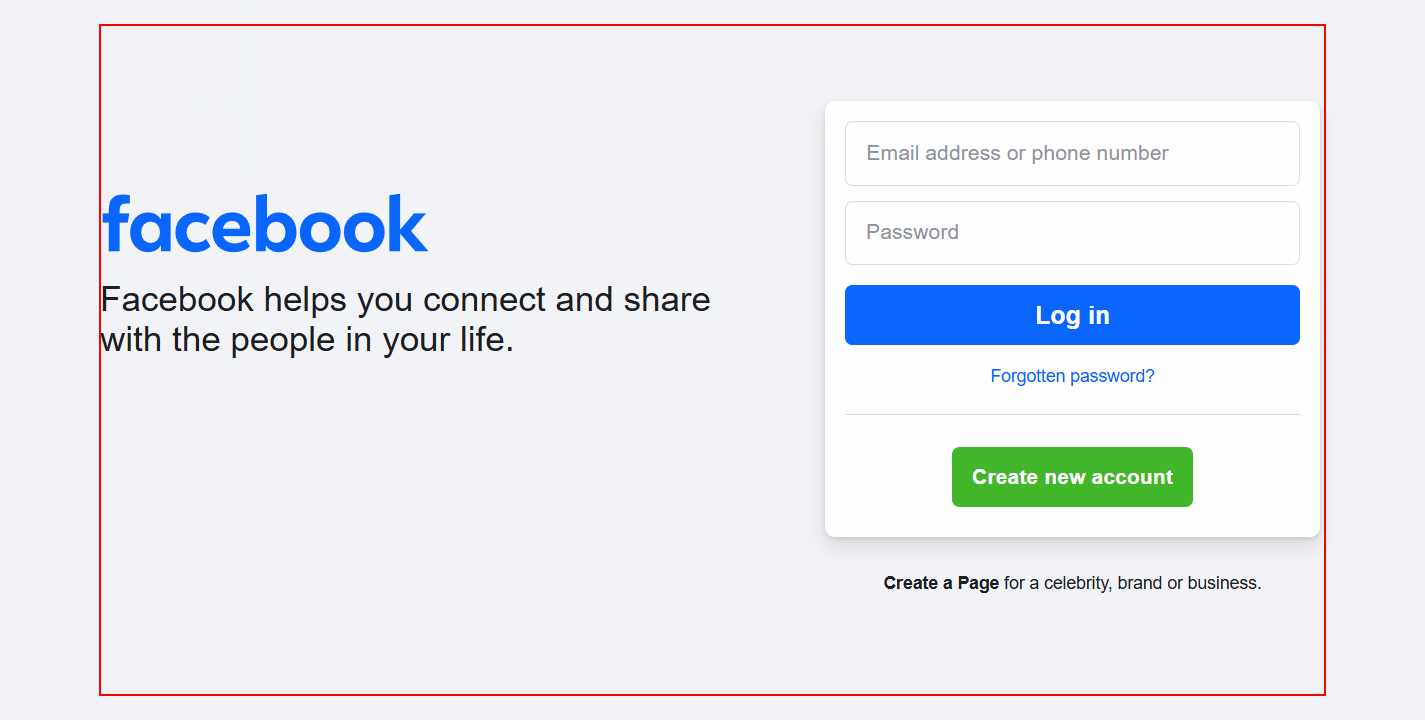 facebook
Facebook helps you connect and share
with the people in your life.
Email address or phone number
Password
Log in
Forgotten password?
Create new account
Create a Page for a celebrity, brand or business.